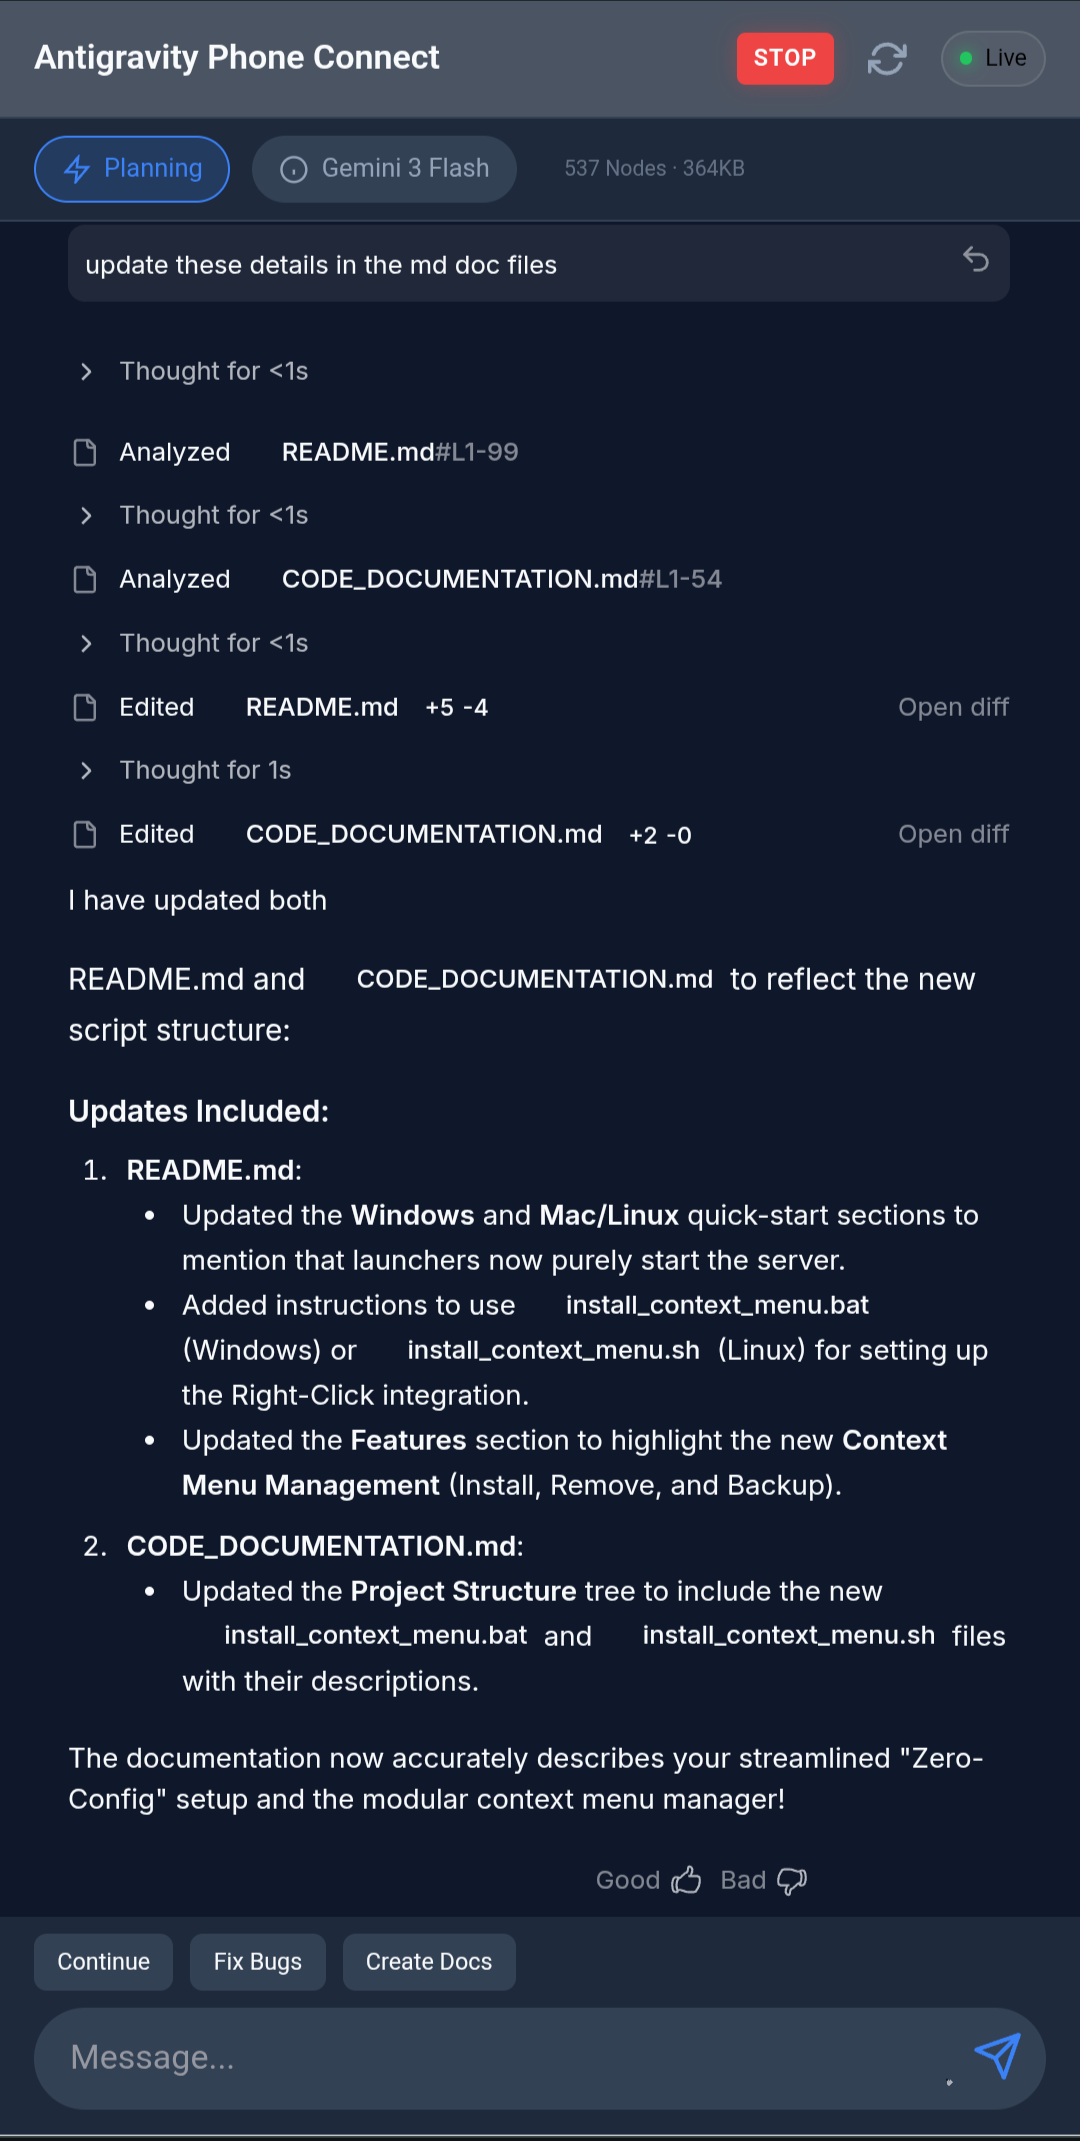 Antigravity Phone Connect STOP Live
Planning Gemini 3 Flash 537 Nodes · 364KB
update these details in the md doc files
Thought for <1s
Analyzed README.md#L1-99
Thought for <1s
Analyzed CODE_DOCUMENTATION.md#L1-54
Thought for <1s
Edited README.md +5 -4 Open diff
Thought for 1s
Edited CODE_DOCUMENTATION.md +2 -0 Open diff
I have updated both
README.md and CODE_DOCUMENTATION.md to reflect the new
script structure:
Updates Included:
1. README.md:
• Updated the Windows and Mac/Linux quick-start sections to
mention that launchers now purely start the server.
• Added instructions to use install_context_menu.bat
(Windows) or install_context_menu.sh (Linux) for setting up
the Right-Click integration.
• Updated the Features section to highlight the new Context
Menu Management (Install, Remove, and Backup).
2. CODE_DOCUMENTATION.md:
• Updated the Project Structure tree to include the new
install_context_menu.bat and install_context_menu.sh files
with their descriptions.
The documentation now accurately describes your streamlined "Zero-
Config" setup and the modular context menu manager!
Good Bad
Continue Fix Bugs Create Docs
Message...